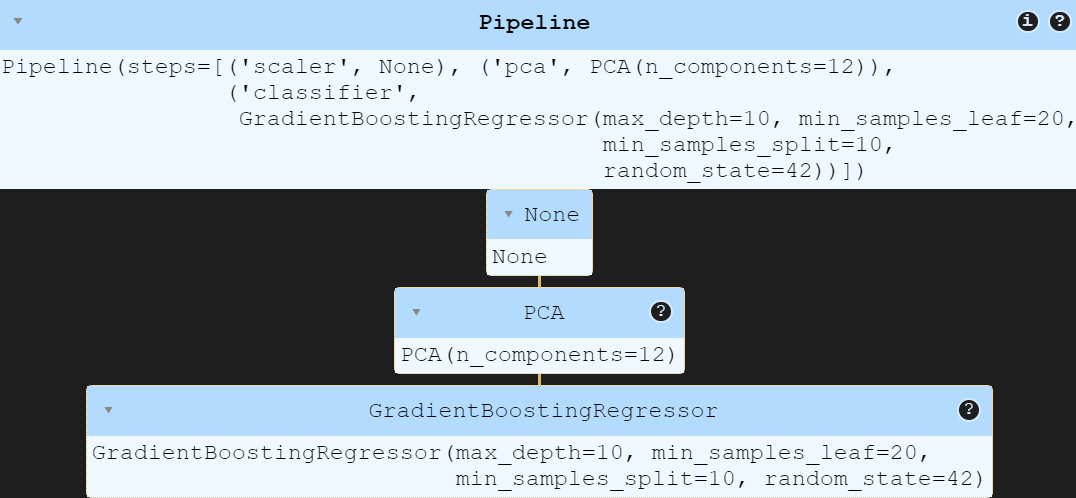 Pipeline
i ?
Pipeline(steps=[('scaler', None), ('pca', PCA(n_components=12)),
('classifier',
GradientBoostingRegressor(max_depth=10, min_samples_leaf=20,
min_samples_split=10,
random_state=42))])
None
None
PCA ?
PCA(n_components=12)
GradientBoostingRegressor ?
GradientBoostingRegressor(max_depth=10, min_samples_leaf=20,
min_samples_split=10, random_state=42)